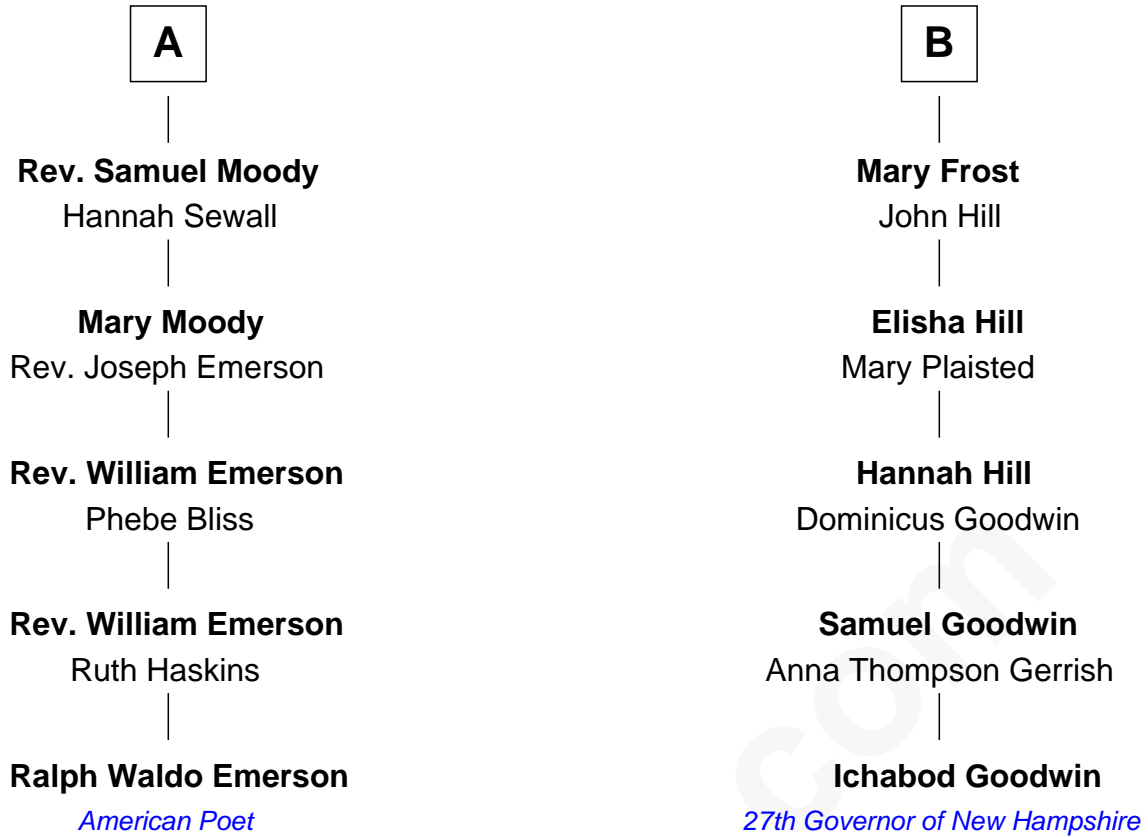 A
Rev. Samuel Moody
Hannah Sewall
Mary Moody
Rev. Joseph Emerson
Rev. William Emerson
Phebe Bliss
Rev. William Emerson
Ruth Haskins
Ralph Waldo Emerson
American Poet
B
Mary Frost
John Hill
Elisha Hill
Mary Plaisted
Hannah Hill
Dominicus Goodwin
Samuel Goodwin
Anna Thompson Gerrish
Ichabod Goodwin
27th Governor of New Hampshire
com